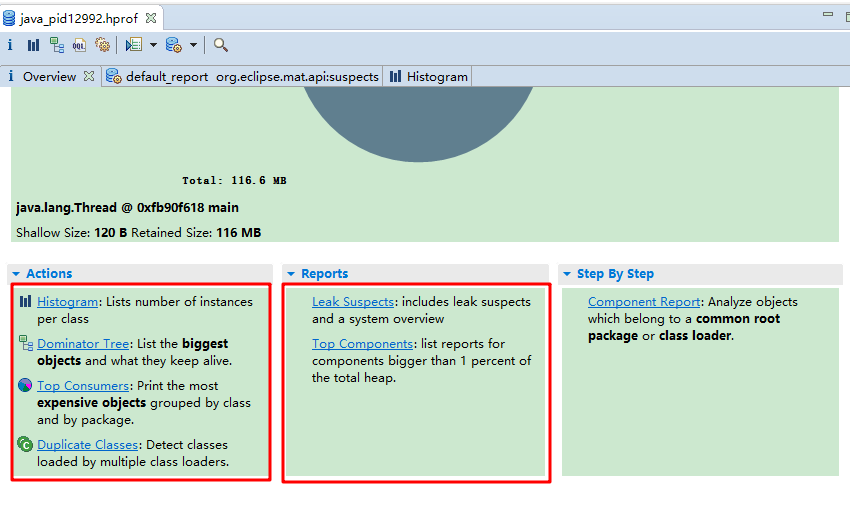 java_pid12992.hprof
i OQL
i Overview default_report org.eclipse.mat.api:suspects Histogram
Total: 116.6 MB
java.lang.Thread @ 0xfb90f618 main
Shallow Size: 120 B Retained Size: 116 MB
Actions
Histogram: Lists number of instances
per class
Dominator Tree: List the biggest
objects and what they keep alive.
Top Consumers: Print the most
expensive objects grouped by class
and by package.
Duplicate Classes: Detect classes
loaded by multiple class loaders.
Reports
Leak Suspects: includes leak suspects
and a system overview
Top Components: list reports for
components bigger than 1 percent of
the total heap.
Step By Step
Component Report: Analyze objects
which belong to a common root
package or class loader.